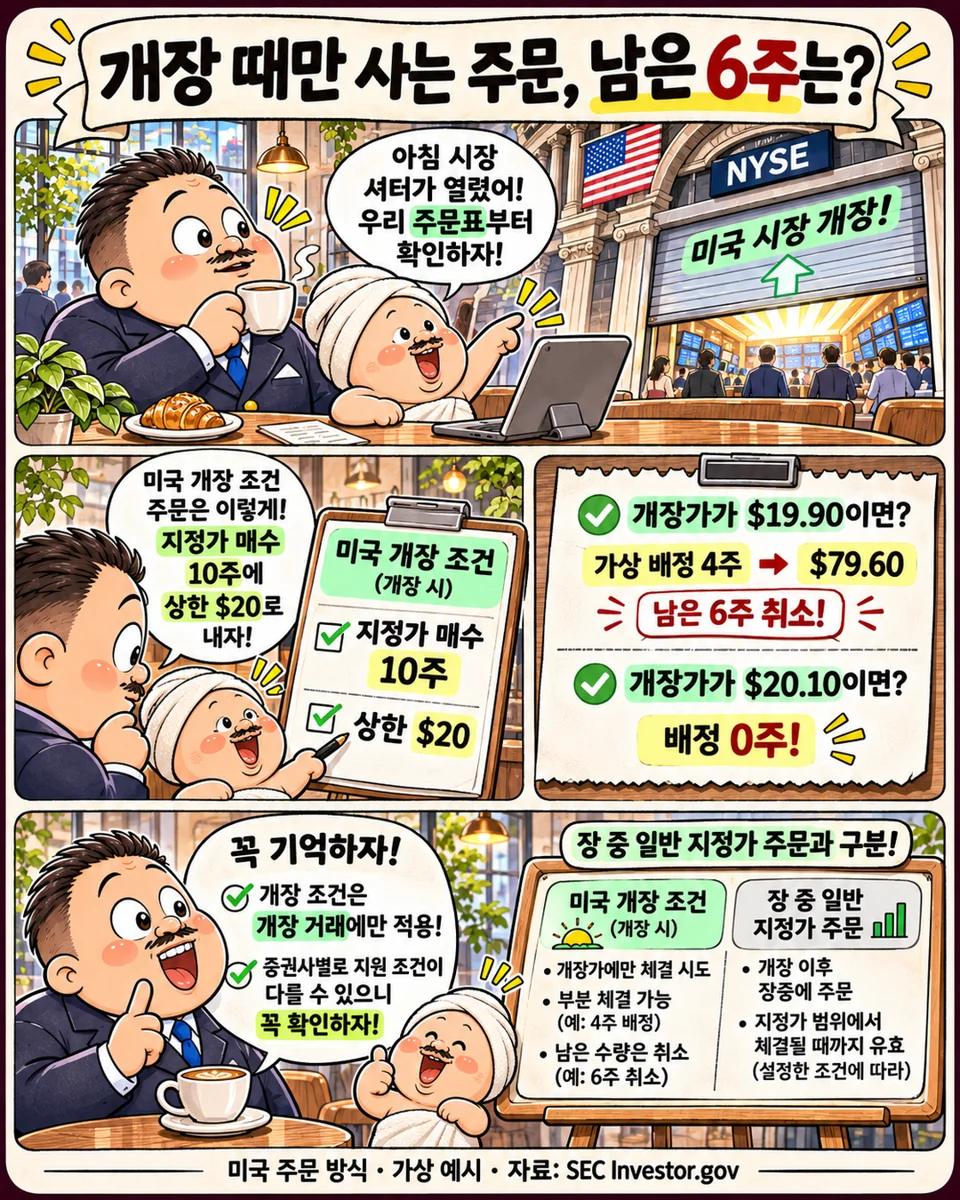 개장 때만 사는 주문, 남은 6주는?
아침 시장
셔터가 열렸어!
우리 주문표부터
확인하자!
NYSE
미국 시장 개장!
미국 개장 조건
주문은 이렇게!
지정가 매수
10주에
상한 $20로
내자!
미국 개장 조건
(개장 시)
지정가 매수
10주
상한 $20
개장가가 $19.90이면?
가상 배정 4주 → $79.60
남은 6주 취소!
개장가가 $20.10이면?
배정 0주!
꼭 기억하자!
개장 조건은
개장 거래에만 적용!
증권사별로 지원 조건이
다를 수 있으니
꼭 확인하자!
장 중 일반 지정가 주문과 구분!
미국 개장 조건
(개장 시)
• 개장가에만 체결 시도
• 부분 체결 가능
(예: 4주 배정)
• 남은 수량은 취소
(예: 6주 취소)
장 중 일반
지정가 주문
• 개장 이후
장중에 주문
• 지정가 범위에서
체결될 때까지 유효
(설정한 조건에 따라)
미국 주문 방식 • 가상 예시 • 자료: SEC Investor.gov